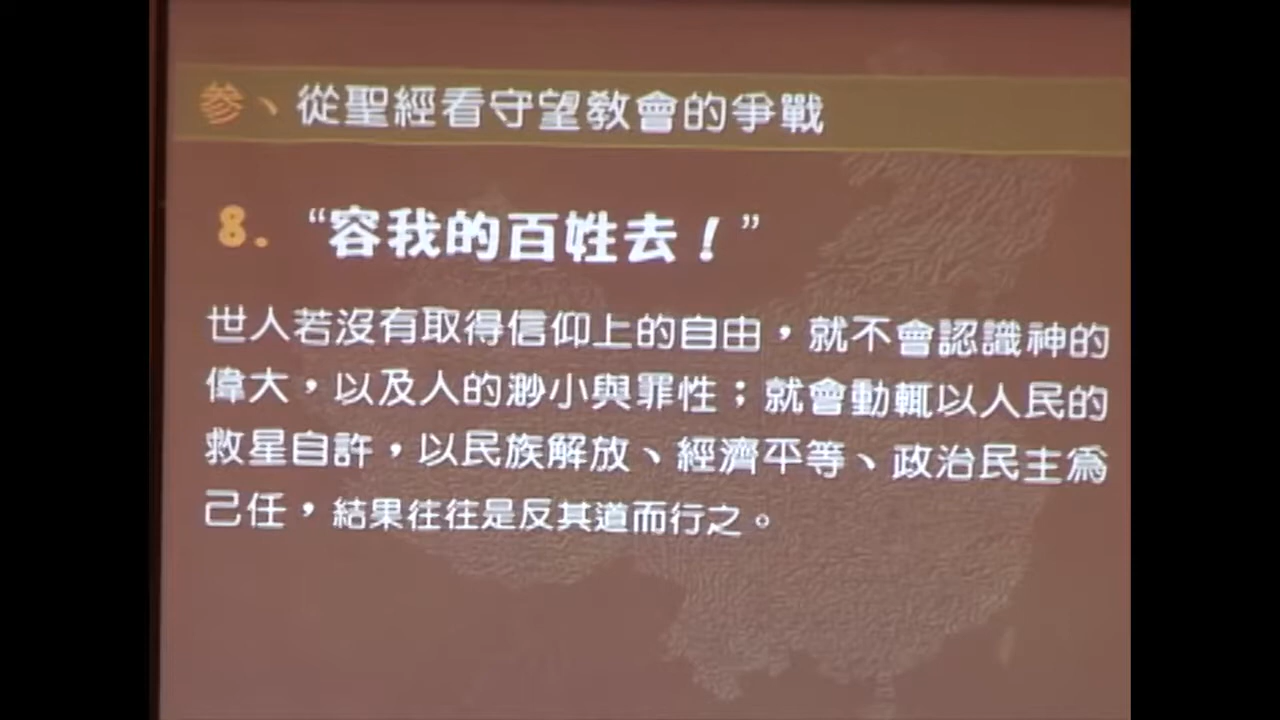 参、從聖經看守望教會的爭戰
8. “容我的百姓去！”
世人若沒有取得信仰上的自由，就不會認識神的
偉大，以及人的渺小與罪性；就會動輒以人民的
救星自許，以民族解放、經濟平等、政治民主為
己任，結果往往是反其道而行之。